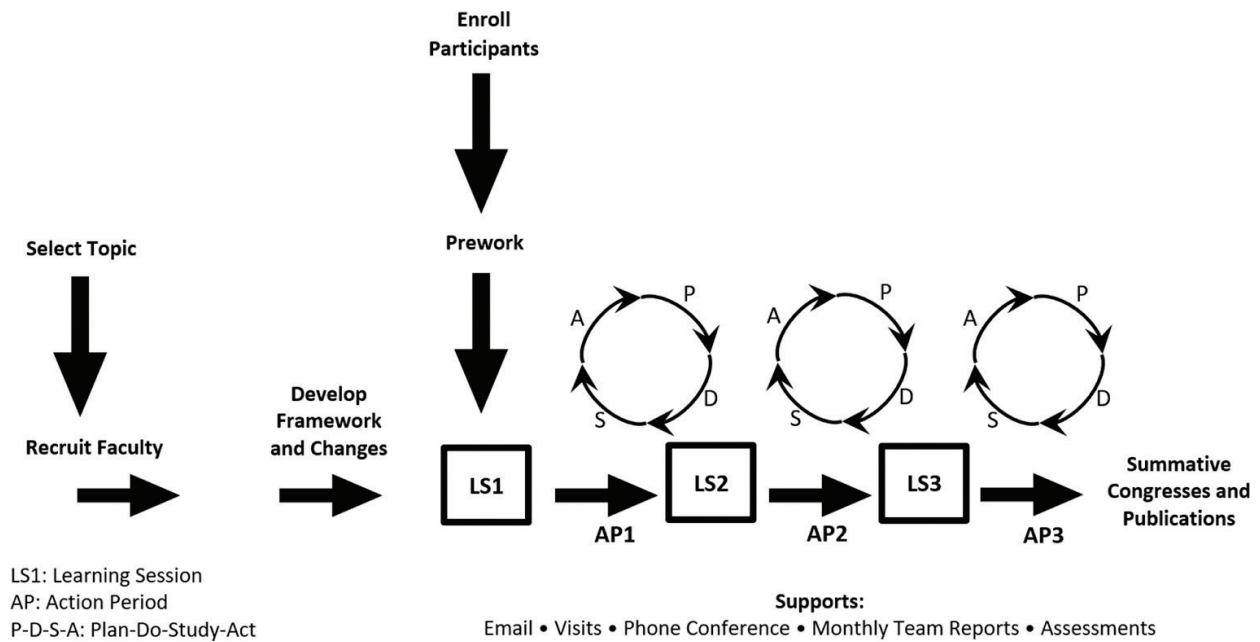 Enroll
Participants
Prework
Select Topic
Recruit Faculty
Develop
Framework
and Changes
A
P
D
S
A
P
D
S
A
P
D
S
LS1
AP1
LS2
AP2
LS3
AP3
Summative
Congresses and
Publications
LS1: Learning Session
AP: Action Period
P-D-S-A: Plan-Do-Study-Act
Supports:
Email • Visits • Phone Conference • Monthly Team Reports • Assessments